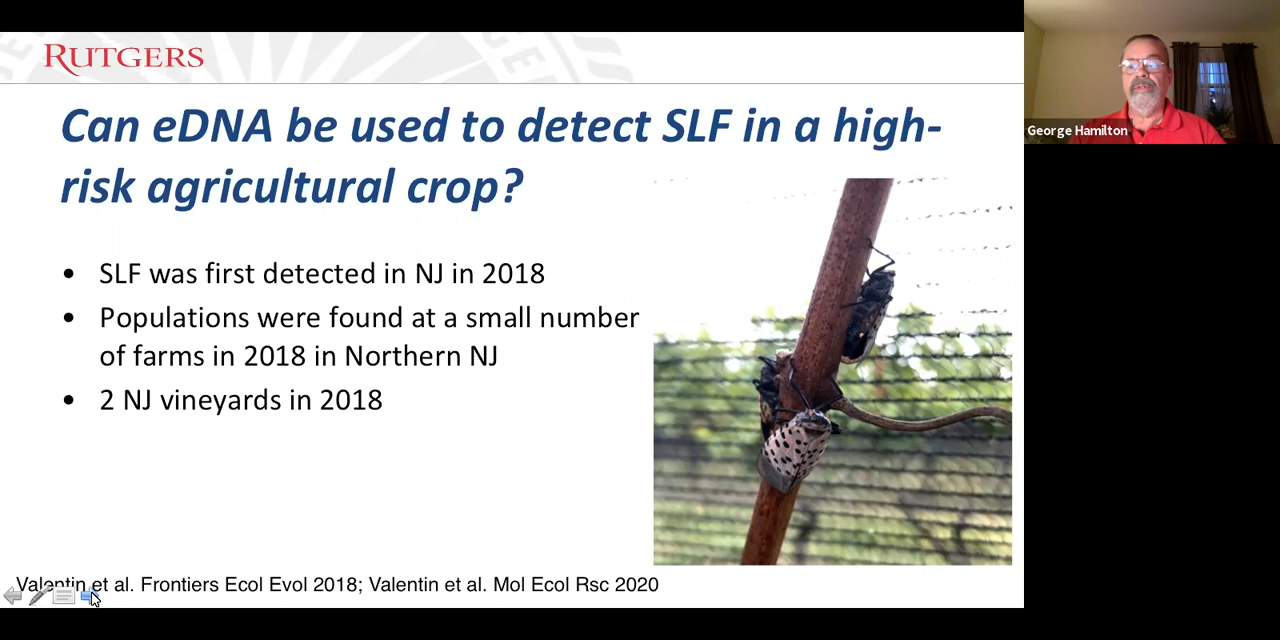 RUTGERS
Can eDNA be used to detect SLF in a high-
risk agricultural crop?
• SLF was first detected in NJ in 2018
• Populations were found at a small number
of farms in 2018 in Northern NJ
• 2 NJ vineyards in 2018
Valentin et al. Frontiers Ecol Evol 2018; Valentin et al. Mol Ecol Rsc 2020
George Hamilton